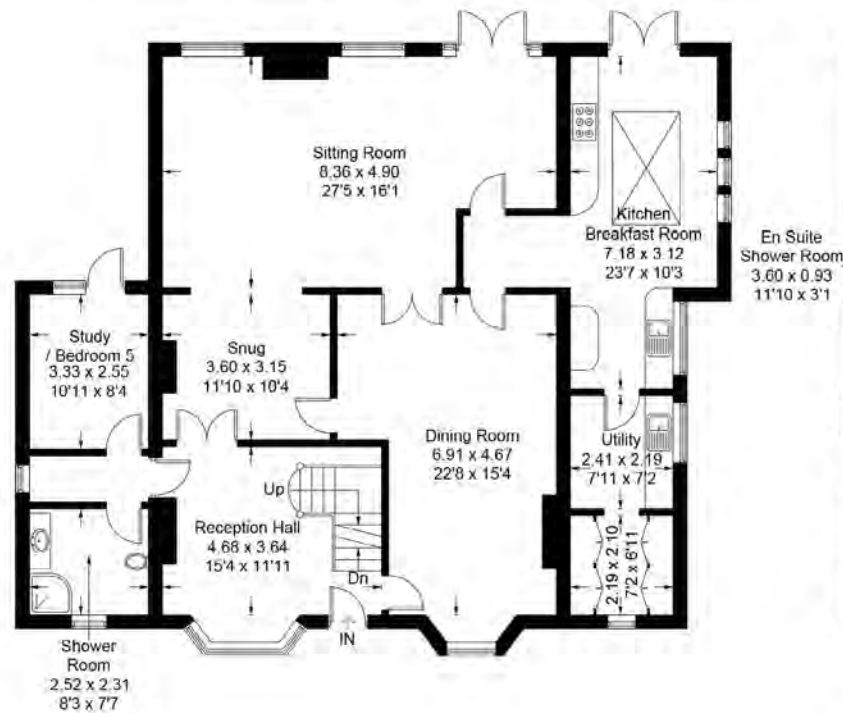 Sitting Room
8.36 x 4.90
27'5 x 16'1
Kitchen
Breakfast Room
7.18 x 3.12
23'7 x 10'3
En Suite
Shower Room
3.60 x 0.93
11'10 x 3'1
Study
/ Bedroom 5
3.33 x 2.55
10'11 x 8'4
Snug
3.60 x 3.15
11'10 x 10'4
Dining Room
6.91 x 4.67
22'8 x 15'4
Utility
2.41 x 2.19
7'11 x 7'2
Up
Reception Hall
4.68 x 3.64
15'4 x 11'11
Dn
2.19 x 2.10
7'2 x 6'11
IN
Shower
Room
2.52 x 2.31
8'3 x 7'7